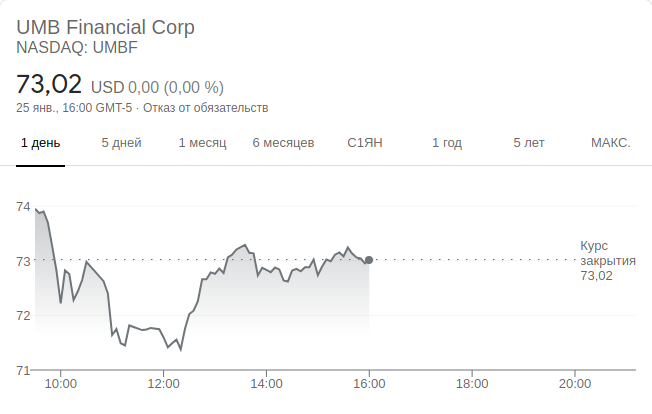 UMB Financial Corp
NASDAQ: UMBF
73,02 USD 0,00 (0,00 %)
25 янв., 16:00 GMT-5 · Отказ от обязательств
1 день 5 дней 1 месяц 6 месяцев С1ЯН 1 год 5 лет МАКС.
74
Курс
73 закрытия
73,02
72
71
10:00 12:00 14:00 16:00 18:00 20:00